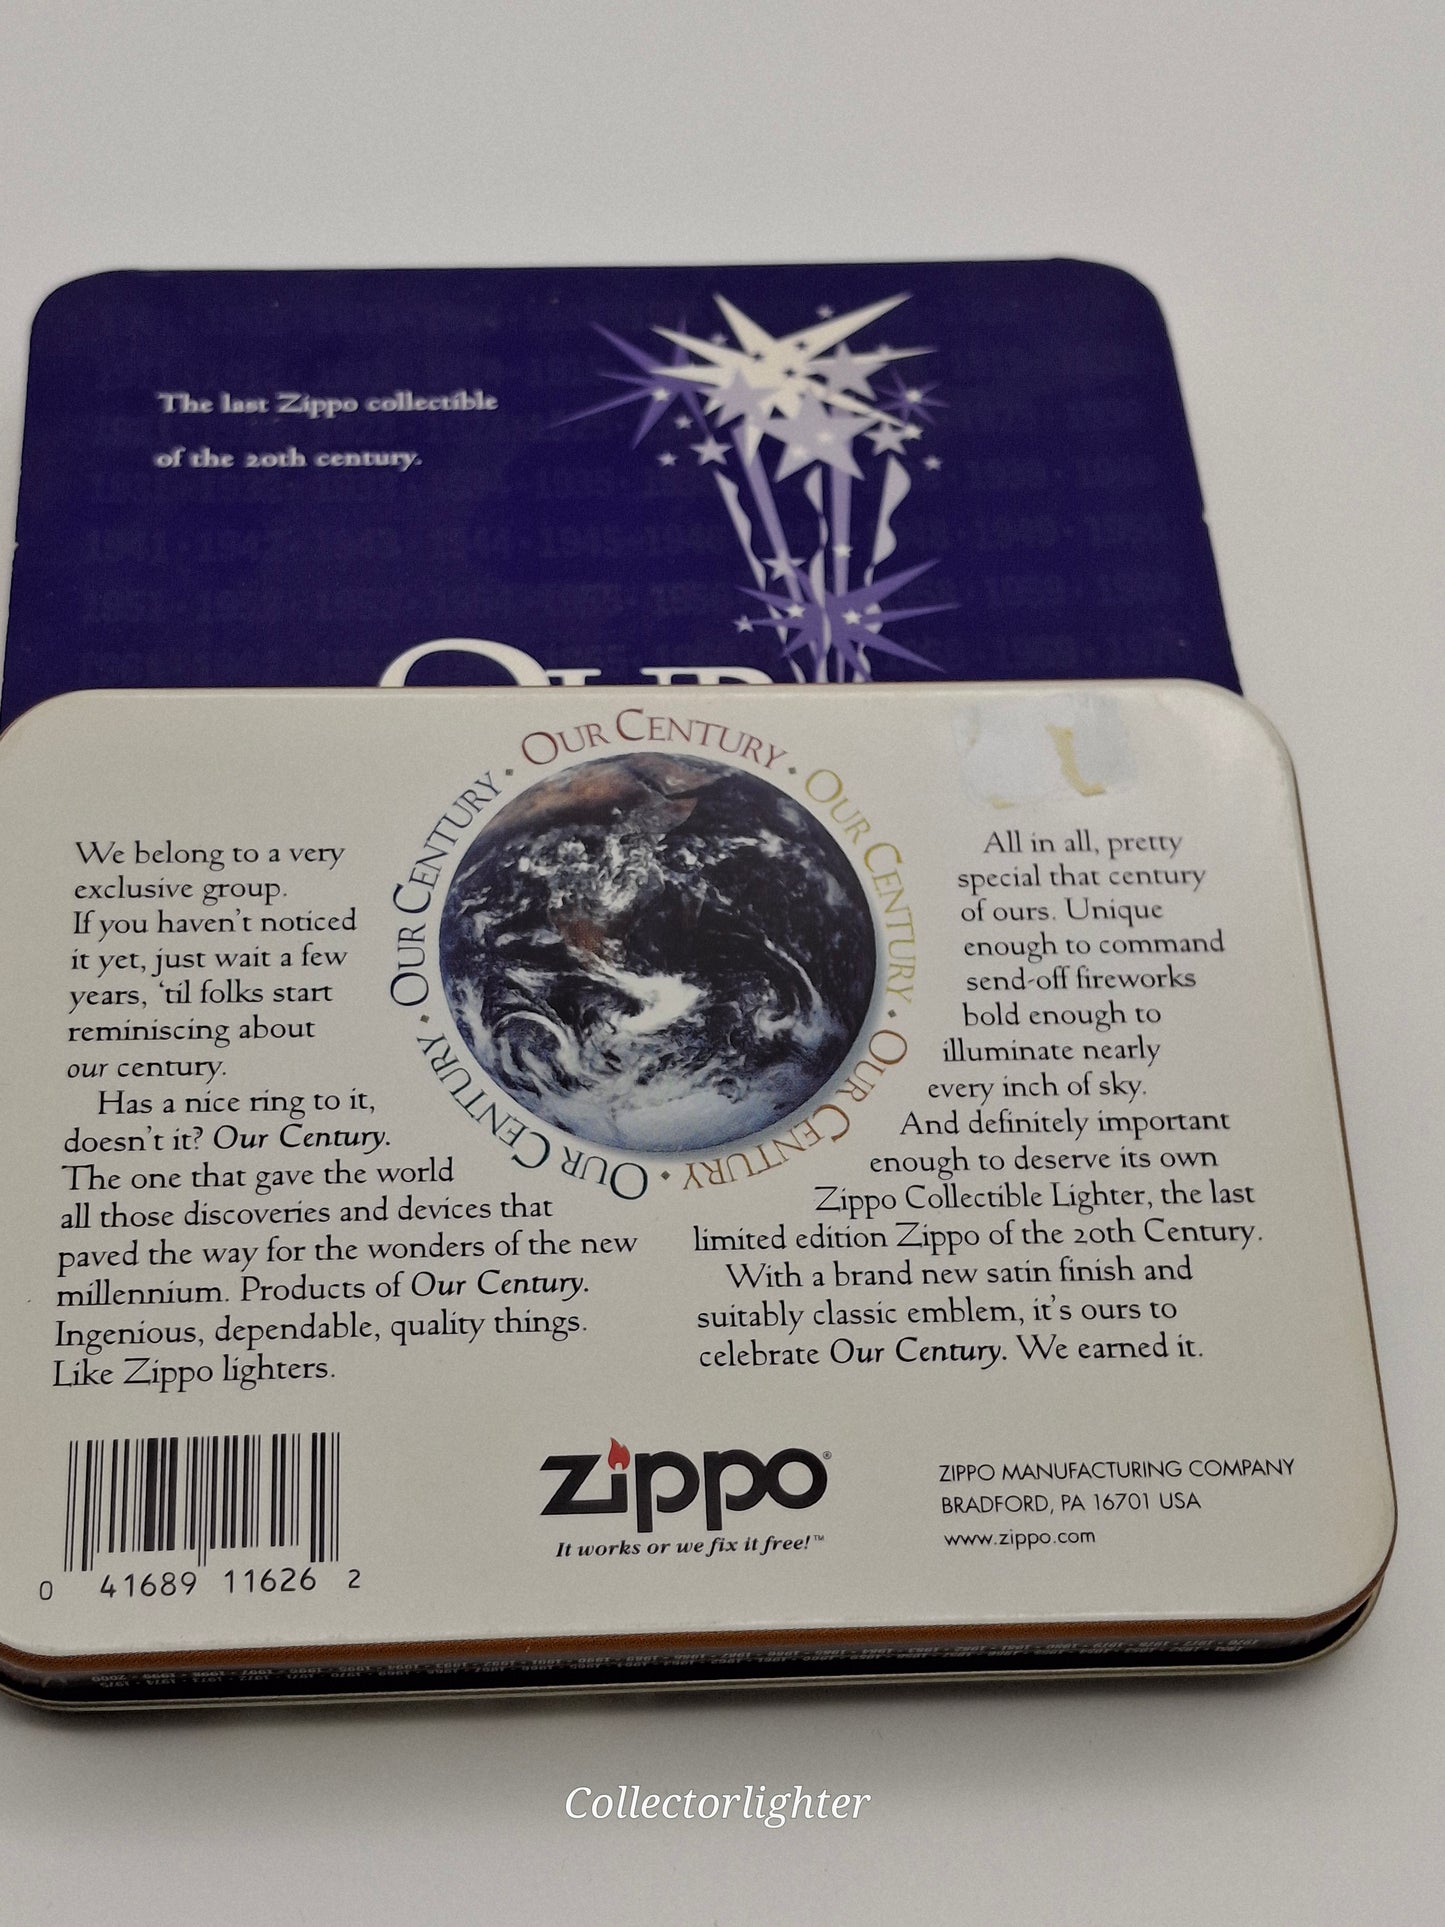 The last Zippo collectible
of the 20th century.
1941 · 1942 · 1943 · 1944 · 1945 · 1946
OUR
OUR CENTURY · OUR CENTURY · OUR CENTURY · OUR CENTURY · OUR CENTURY ·
We belong to a very
exclusive group.
If you haven't noticed
it yet, just wait a few
years, 'til folks start
reminiscing about
our century.
Has a nice ring to it,
doesn't it? Our Century.
The one that gave the world
all those discoveries and devices that
paved the way for the wonders of the new
millennium. Products of Our Century.
Ingenious, dependable, quality things.
Like Zippo lighters.
All in all, pretty
special that century
of ours. Unique
enough to command
send-off fireworks
bold enough to
illuminate nearly
every inch of sky.
And definitely important
enough to deserve its own
Zippo Collectible Lighter, the last
limited edition Zippo of the 20th Century.
With a brand new satin finish and
suitably classic emblem, it's ours to
celebrate Our Century. We earned it.
0 41689 11626 2
zippo®
It works or we fix it free!™
ZIPPO MANUFACTURING COMPANY
BRADFORD, PA 16701 USA
www.zippo.com
Collectorlighter